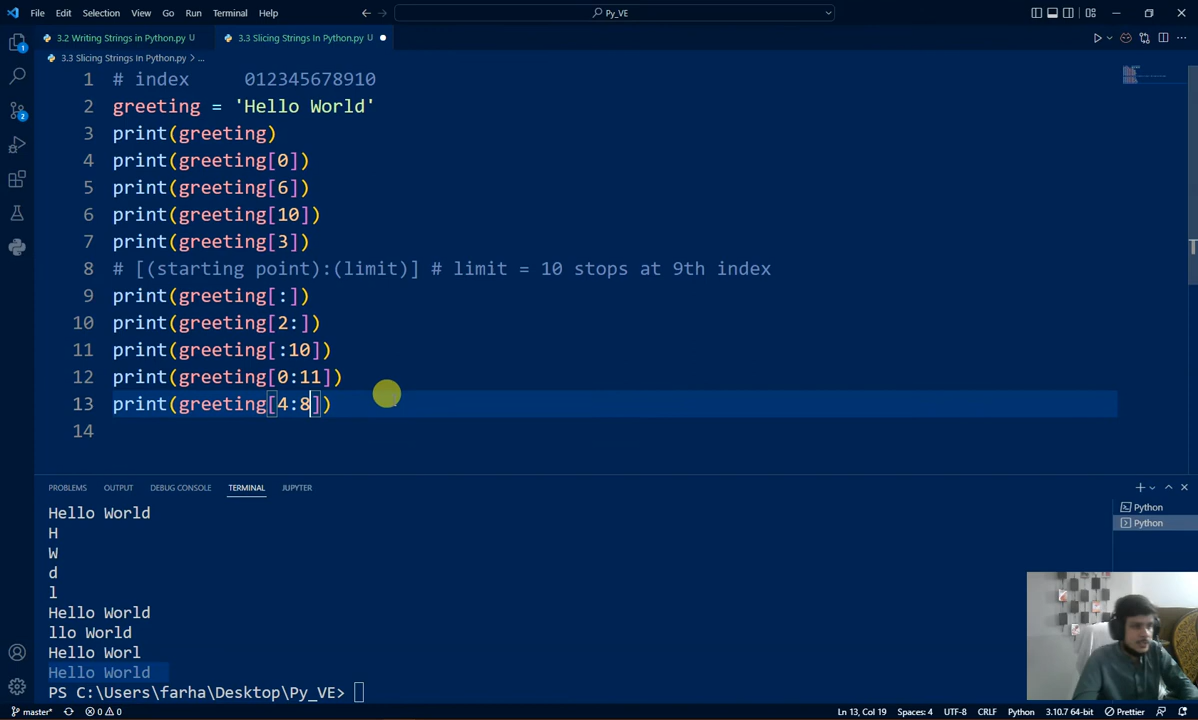 File Edit Selection View Go Run Terminal Help
Py_VE
3.2 Writing Strings in Python.py U
3.3 Slicing Strings In Python.py U
3.3 Slicing Strings In Python.py > ...
1 # index     012345678910
2 greeting = 'Hello World'
3 print(greeting)
4 print(greeting[0])
5 print(greeting[6])
6 print(greeting[10])
7 print(greeting[3])
8 # [(starting point):(limit)] # limit = 10 stops at 9th index
9 print(greeting[:])
10 print(greeting[2:])
11 print(greeting[:10])
12 print(greeting[0:11])
13 print(greeting[4:8])
14
PROBLEMS OUTPUT DEBUG CONSOLE TERMINAL JUPYTER
Python
Python
Hello World
H
W
d
l
Hello World
llo World
Hello Worl
Hello World
PS C:\Users\farha\Desktop\Py_VE>
1
2
master* 0 0 Ln 13, Col 19 Spaces: 4 UTF-8 CRLF Python 3.10.7 64-bit Prettier